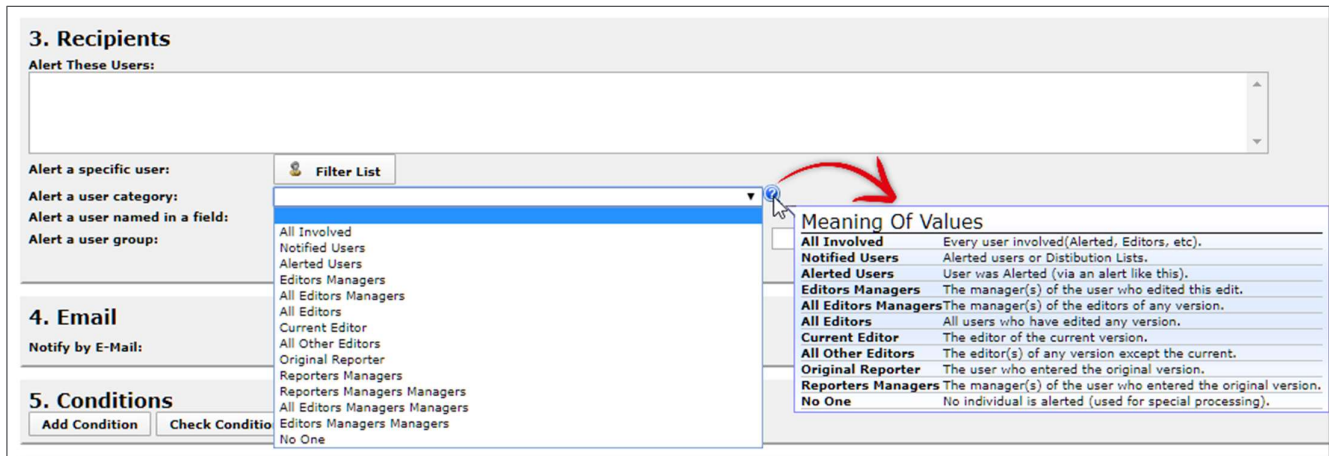 3. Recipients
Alert These Users:
Alert a specific user:
Filter List
Alert a user category:
Alert a user named in a field:
Alert a user group:
All Involved
Notified Users
Alerted Users
Editors Managers
All Editors Managers
All Editors
Current Editor
All Other Editors
Original Reporter
Reporters Managers
Reporters Managers Managers
All Editors Managers Managers
Editors Managers Managers
No One
Meaning Of Values
All Involved Every user involved(Alerted, Editors, etc).
Notified Users Alerted users or Distibution Lists.
Alerted Users User was Alerted (via an alert like this).
Editors Managers The manager(s) of the user who edited this edit.
All Editors Managers The manager(s) of the editors of any version.
All Editors All users who have edited any version.
Current Editor The editor of the current version.
All Other Editors The editor(s) of any version except the current.
Original Reporter The user who entered the original version.
Reporters Managers The manager(s) of the user who entered the original version.
No One No individual is alerted (used for special processing).
4. Email
Notify by E-Mail:
5. Conditions
Add Condition Check Conditio